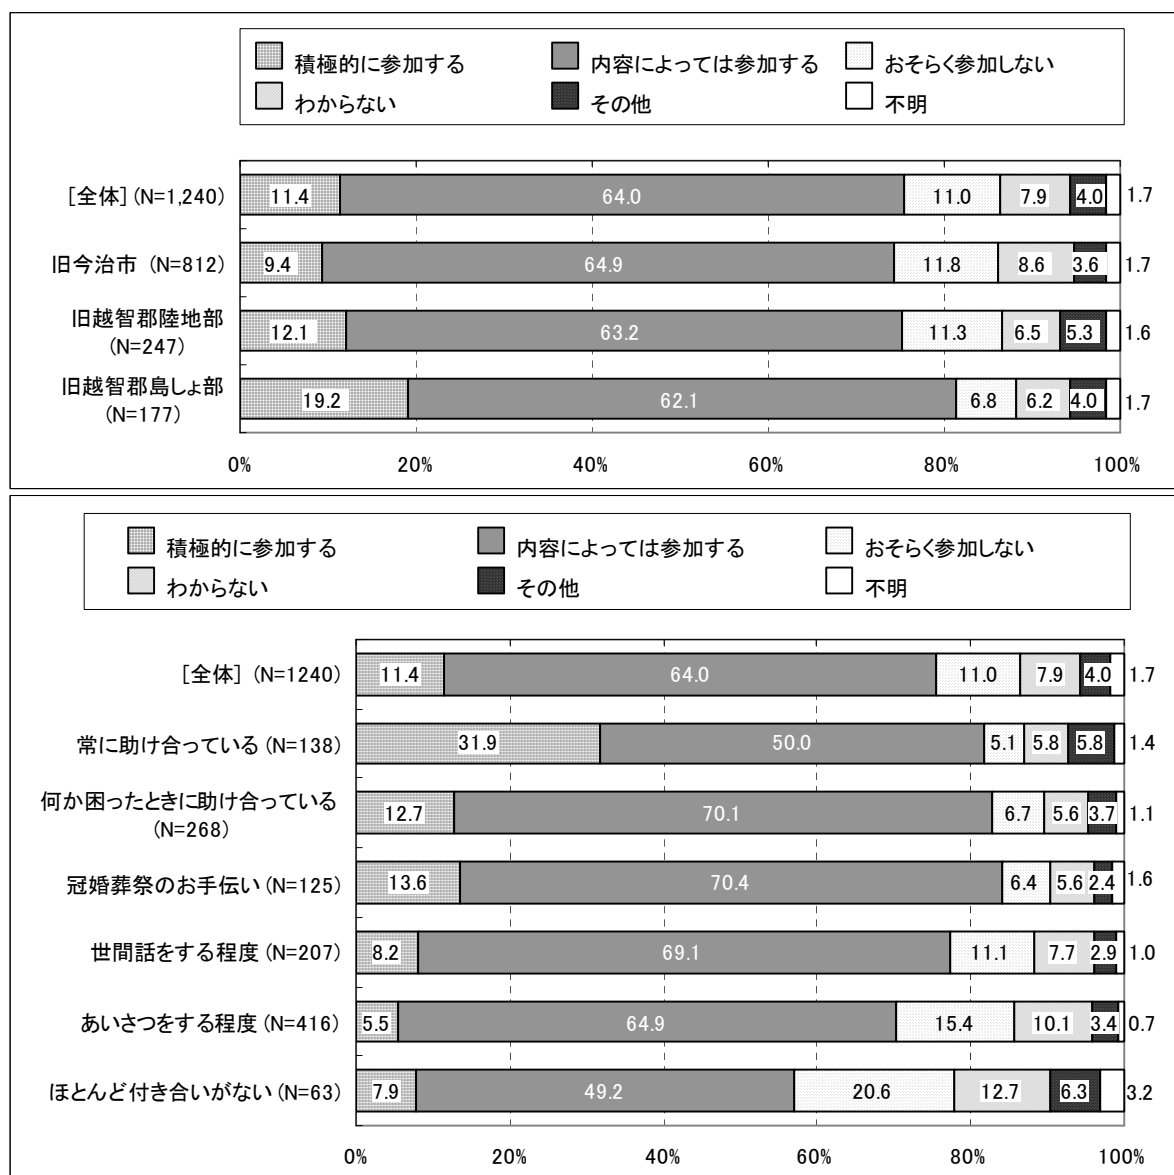 積極的に参加する 内容によっては参加する おそらく参加しない
わからない その他 不明
[全体] (N=1,240) 11.4 64.0 11.0 7.9 4.0 1.7
旧今治市 (N=812) 9.4 64.9 11.8 8.6 3.6 1.7
旧越智郡陸地部
(N=247) 12.1 63.2 11.3 6.5 5.3 1.6
旧越智郡島しょ部
(N=177) 19.2 62.1 6.8 6.2 4.0 1.7
0% 20% 40% 60% 80% 100%
積極的に参加する 内容によっては参加する おそらく参加しない
わからない その他 不明
[全体] (N=1240) 11.4 64.0 11.0 7.9 4.0 1.7
常に助け合っている (N=138) 31.9 50.0 5.1 5.8 5.8 1.4
何か困ったときに助け合っている
(N=268) 12.7 70.1 6.7 5.6 3.7 1.1
冠婚葬祭のお手伝い (N=125) 13.6 70.4 6.4 5.6 2.4 1.6
世間話をする程度 (N=207) 8.2 69.1 11.1 7.7 2.9 1.0
あいさつをする程度 (N=416) 5.5 64.9 15.4 10.1 3.4 0.7
ほとんど付き合いがない (N=63) 7.9 49.2 20.6 12.7 6.3 3.2
0% 20% 40% 60% 80% 100%